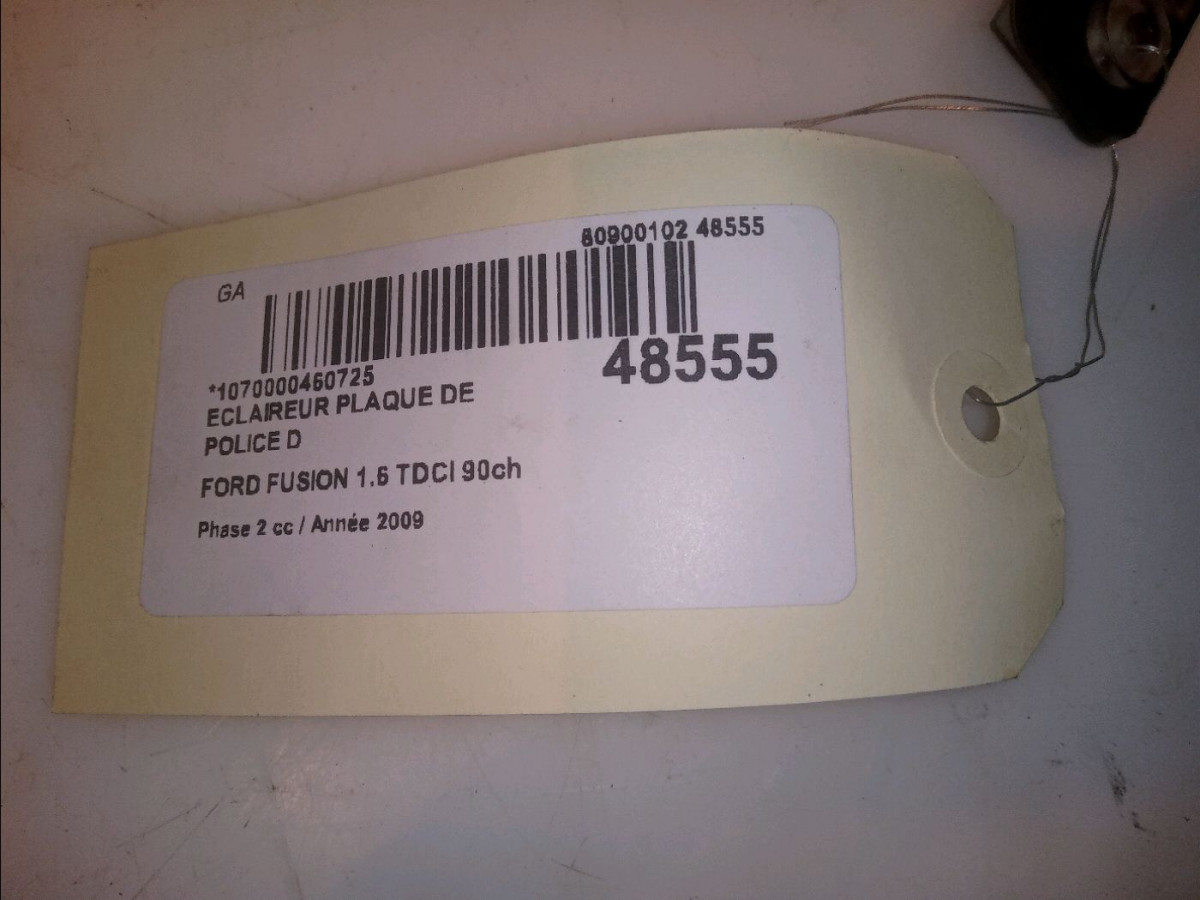 80900102 48555
GA
48555
*1070000460725
ECLAIREUR PLAQUE DE
POLICE D
FORD FUSION 1.6 TDCI 90ch
Phase 2 cc / Année 2009